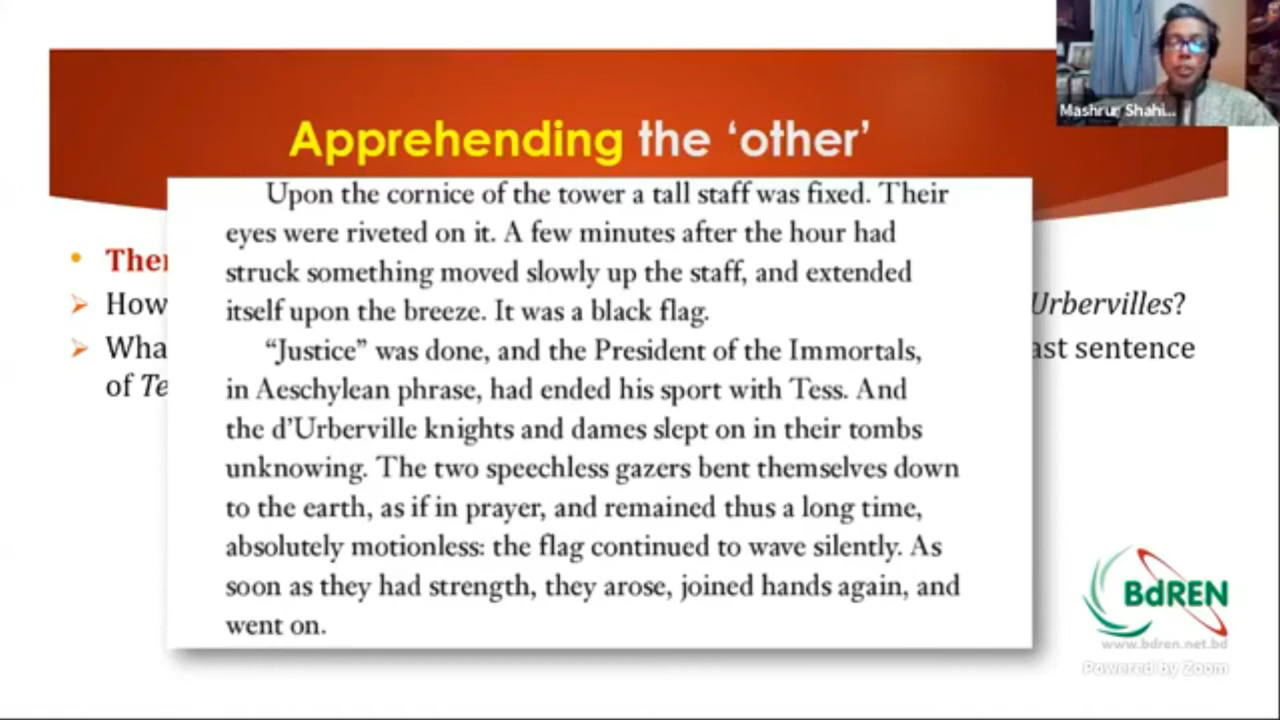 Mashrur Shahi...
Apprehending the ‘other’
Upon the cornice of the tower a tall staff was fixed. Their
eyes were riveted on it. A few minutes after the hour had
struck something moved slowly up the staff, and extended
itself upon the breeze. It was a black flag.
“Justice” was done, and the President of the Immortals,
in Aeschylean phrase, had ended his sport with Tess. And
the d’Urberville knights and dames slept on in their tombs
unknowing. The two speechless gazers bent themselves down
to the earth, as if in prayer, and remained thus a long time,
absolutely motionless: the flag continued to wave silently. As
soon as they had strength, they arose, joined hands again, and
went on.
How Urbervilles?
sentence
of
BdREN
www.bdren.net.bd
Powered by Zoom